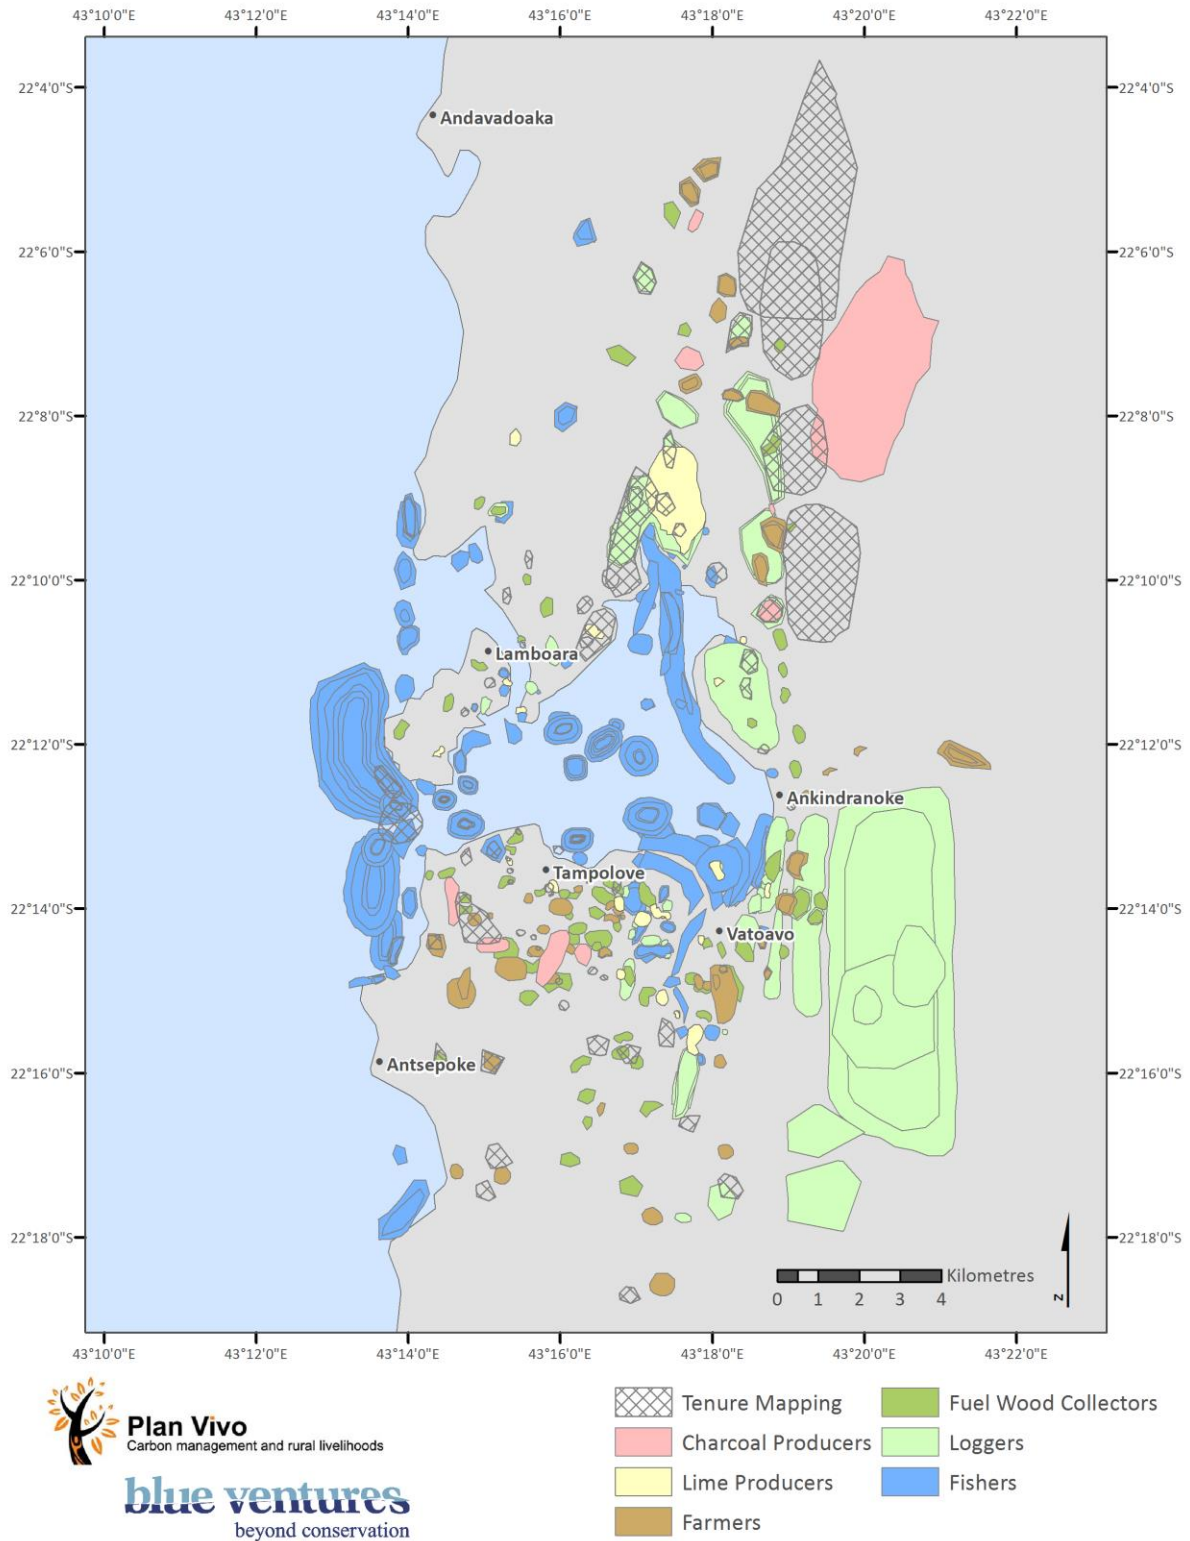 43°10'0"E 43°12'0"E 43°14'0"E 43°16'0"E 43°18'0"E 43°20'0"E 43°22'0"E
22°4'0"S 22°4'0"S
Andavadoaka
22°6'0"S 22°6'0"S
22°8'0"S 22°8'0"S
22°10'0"S 22°10'0"S
Lamboara
22°12'0"S 22°12'0"S
Ankindranoke
Tampolove
22°14'0"S 22°14'0"S
Vatoavo
Antsepoke
22°16'0"S 22°16'0"S
22°18'0"S 22°18'0"S
Kilometres
0 1 2 3 4
N
43°10'0"E 43°12'0"E 43°14'0"E 43°16'0"E 43°18'0"E 43°20'0"E 43°22'0"E
Plan Vivo
Carbon management and rural livelihoods
blue ventures
beyond conservation
Tenure Mapping
Charcoal Producers
Lime Producers
Farmers
Fuel Wood Collectors
Loggers
Fishers